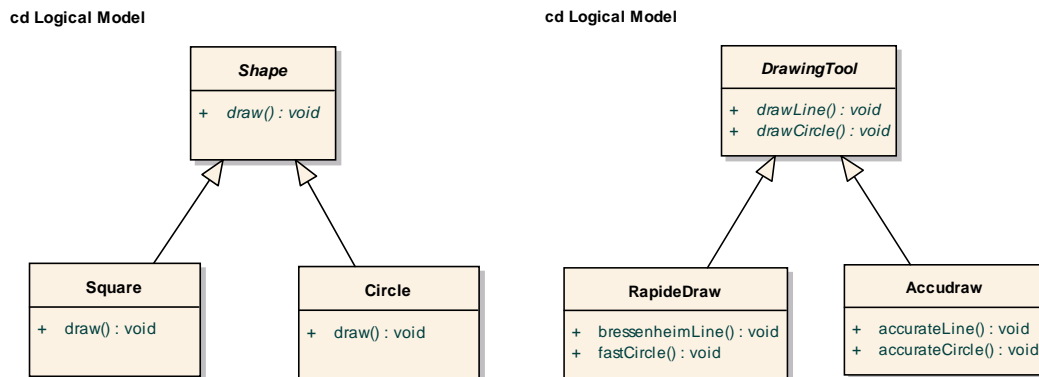 cd Logical Model
Shape
+ draw() : void
Square
+ draw() : void
Circle
+ draw() : void
cd Logical Model
DrawingTool
+ drawLine() : void
+ drawCircle() : void
RapideDraw
+ bressenheimLine() : void
+ fastCircle() : void
Accudraw
+ accurateLine() : void
+ accurateCircle() : void